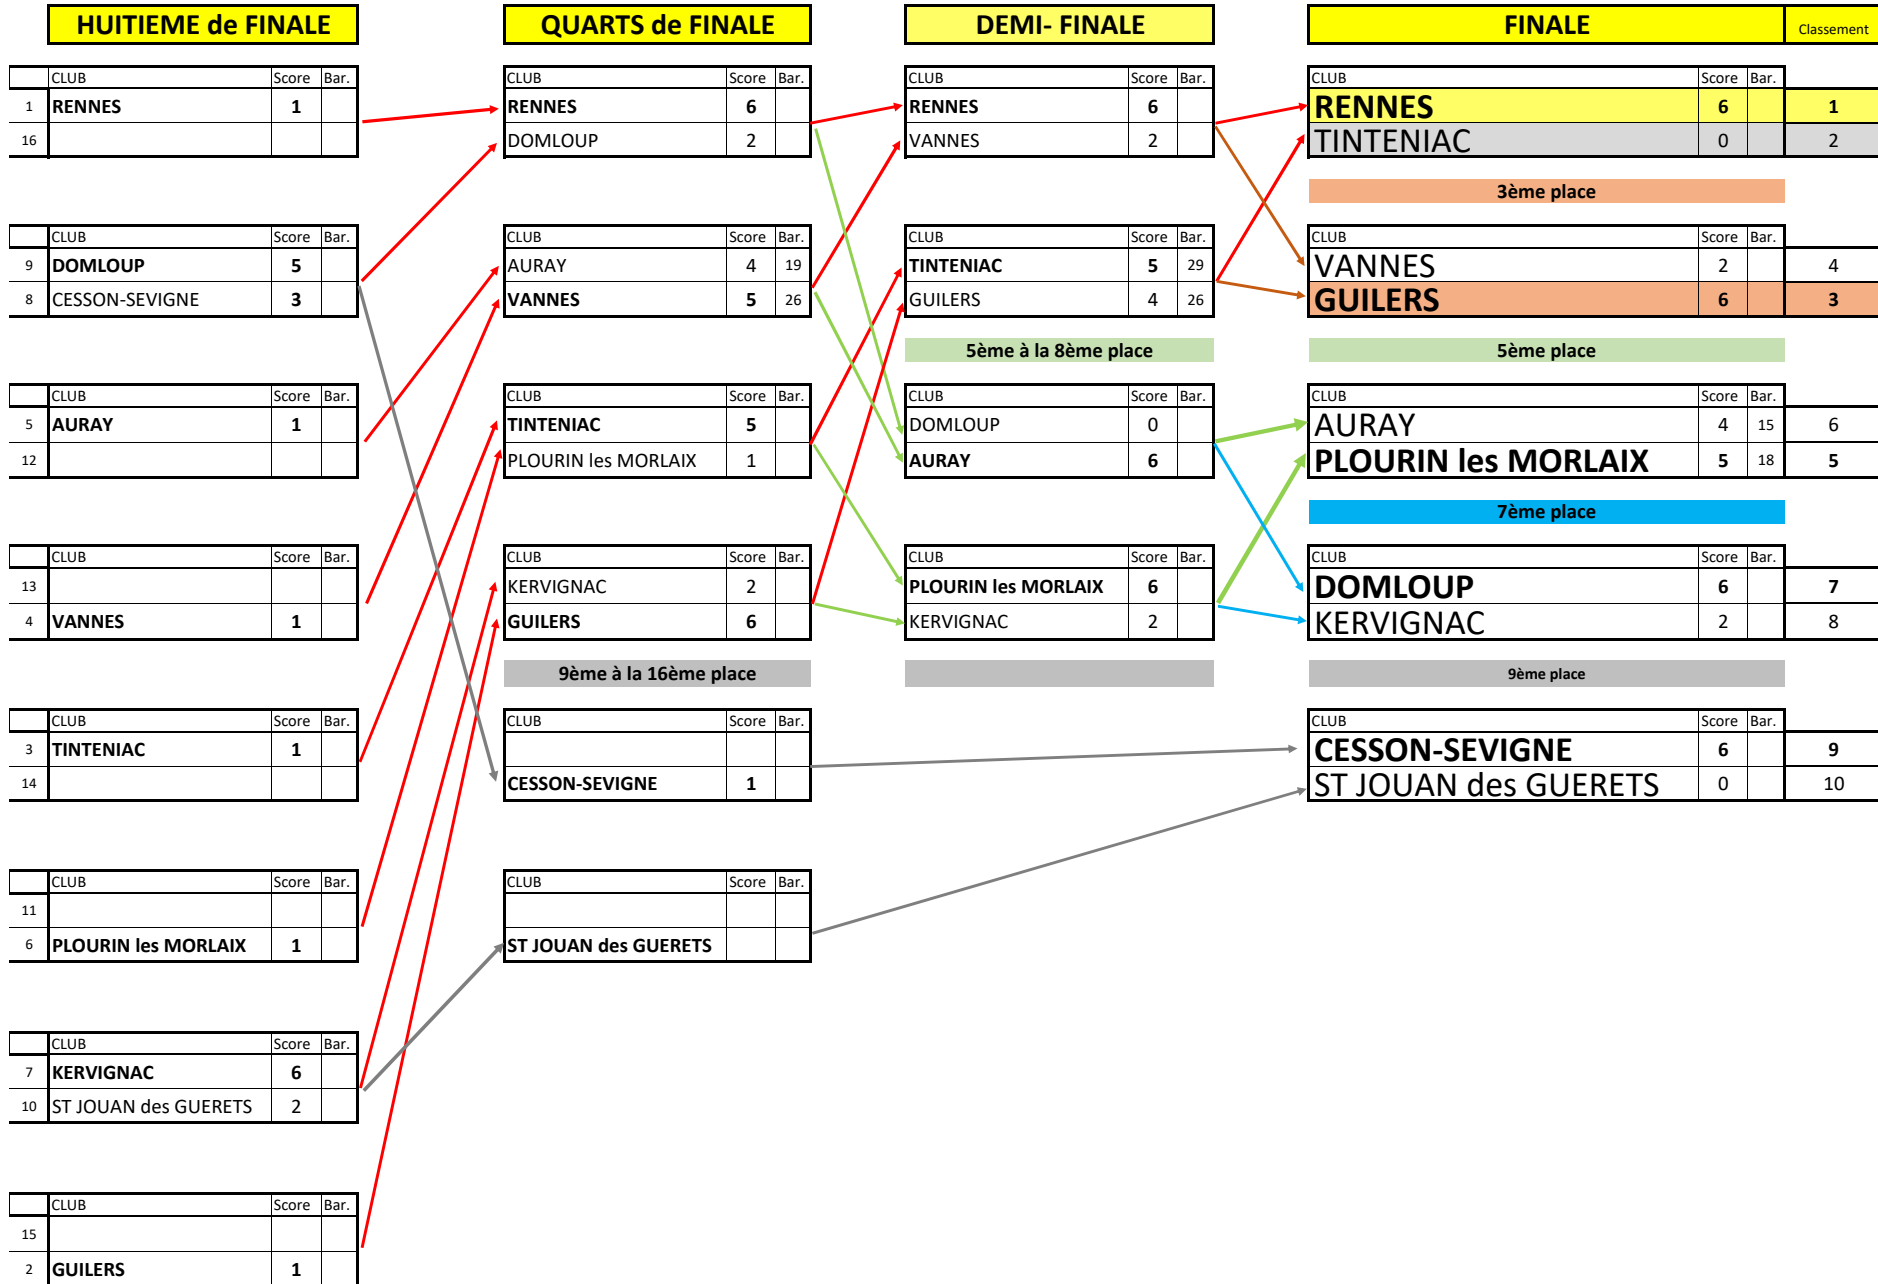 HUITIEME de FINALE
QUARTS de FINALE
DEMI- FINALE
FINALE
Classement
CLUB Score Bar.
1 RENNES 1
16
CLUB Score Bar.
9 DOMLOUP 5
8 CESSON-SEVIGNE 3
CLUB Score Bar.
5 AURAY 1
12
CLUB Score Bar.
13
4 VANNES 1
CLUB Score Bar.
3 TINTENIAC 1
14
CLUB Score Bar.
11
6 PLOURIN les MORLAIX 1
CLUB Score Bar.
7 KERVIGNAC 6
10 ST JOUAN des GUERETS 2
CLUB Score Bar.
15
2 GUILERS 1
CLUB Score Bar.
RENNES 6
DOMLOUP 2
CLUB Score Bar.
AURAY 4 19
VANNES 5 26
CLUB Score Bar.
TINTENIAC 5
PLOURIN les MORLAIX 1
CLUB Score Bar.
KERVIGNAC 2
GUILERS 6
9ème à la 16ème place
CLUB Score Bar.
CESSON-SEVIGNE 1
CLUB Score Bar.
ST JOUAN des GUERETS
CLUB Score Bar.
RENNES 6
VANNES 2
CLUB Score Bar.
TINTENIAC 5 29
GUILERS 4 26
5ème à la 8ème place
CLUB Score Bar.
DOMLOUP 0
AURAY 6
CLUB Score Bar.
PLOURIN les MORLAIX 6
KERVIGNAC 2
CLUB Score Bar.
RENNES 6 1
TINTENIAC 0 2
3ème place
CLUB Score Bar.
VANNES 2 4
GUILERS 6 3
5ème place
CLUB Score Bar.
AURAY 4 15 6
PLOURIN les MORLAIX 5 18 5
7ème place
CLUB Score Bar.
DOMLOUP 6 7
KERVIGNAC 2 8
9ème place
CLUB Score Bar.
CESSON-SEVIGNE 6 9
ST JOUAN des GUERETS 0 10